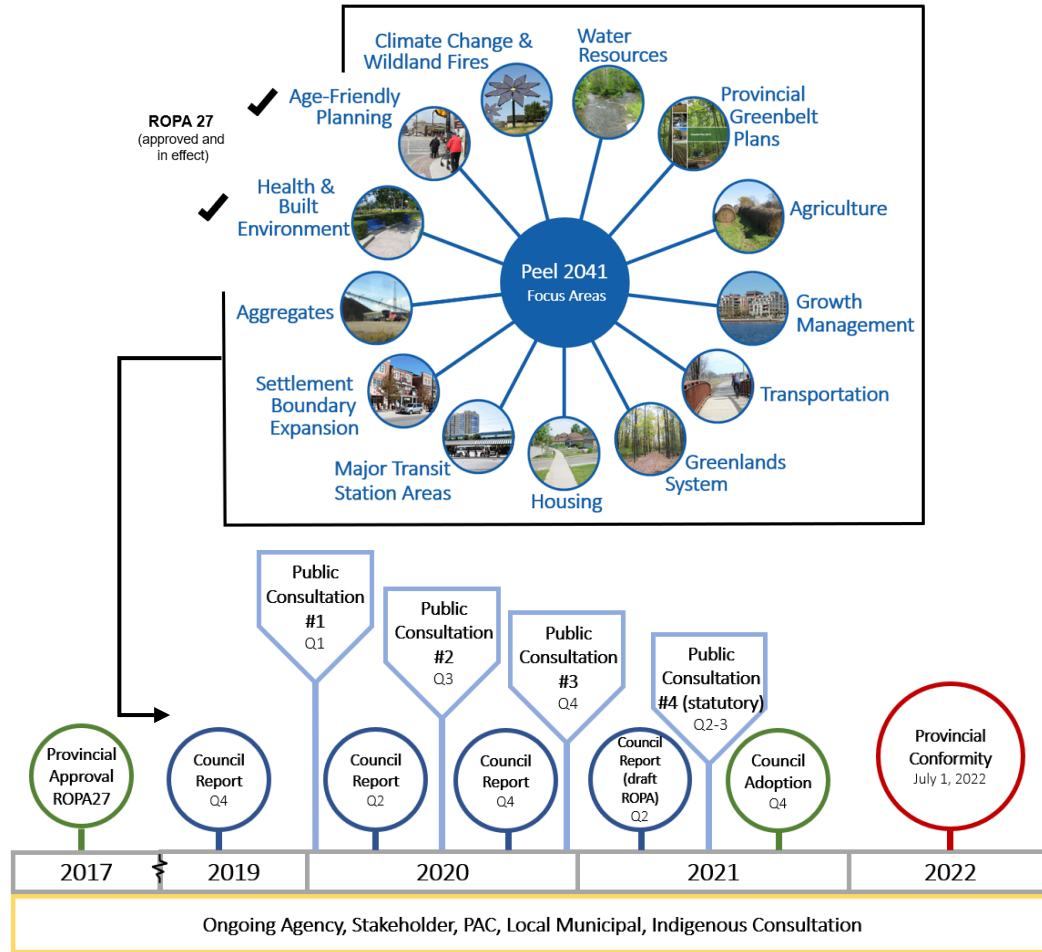 Climate Change &
Wildland Fires
Water
Resources
Age-Friendly
Planning
Provincial
Greenbelt
Plans
ROPA 27
(approved and
in effect)
Health &
Built
Environment
Agriculture
Peel 2041
Focus Areas
Aggregates
Growth
Management
Settlement
Boundary
Expansion
Transportation
Major Transit
Station Areas
Housing
Greenlands
System
Public
Consultation
#1
Q1
Public
Consultation
#2
Q3
Public
Consultation
#3
Q4
Public
Consultation
#4 (statutory)
Q2-3
Provincial
Approval
ROPA27
Council
Report
Q4
Council
Report
Q2
Council
Report
Q4
Council
Report
(draft
ROPA)
Q2
Council
Adoption
Q4
Provincial
Conformity
July 1, 2022
2017
2019
2020
2021
2022
Ongoing Agency, Stakeholder, PAC, Local Municipal, Indigenous Consultation